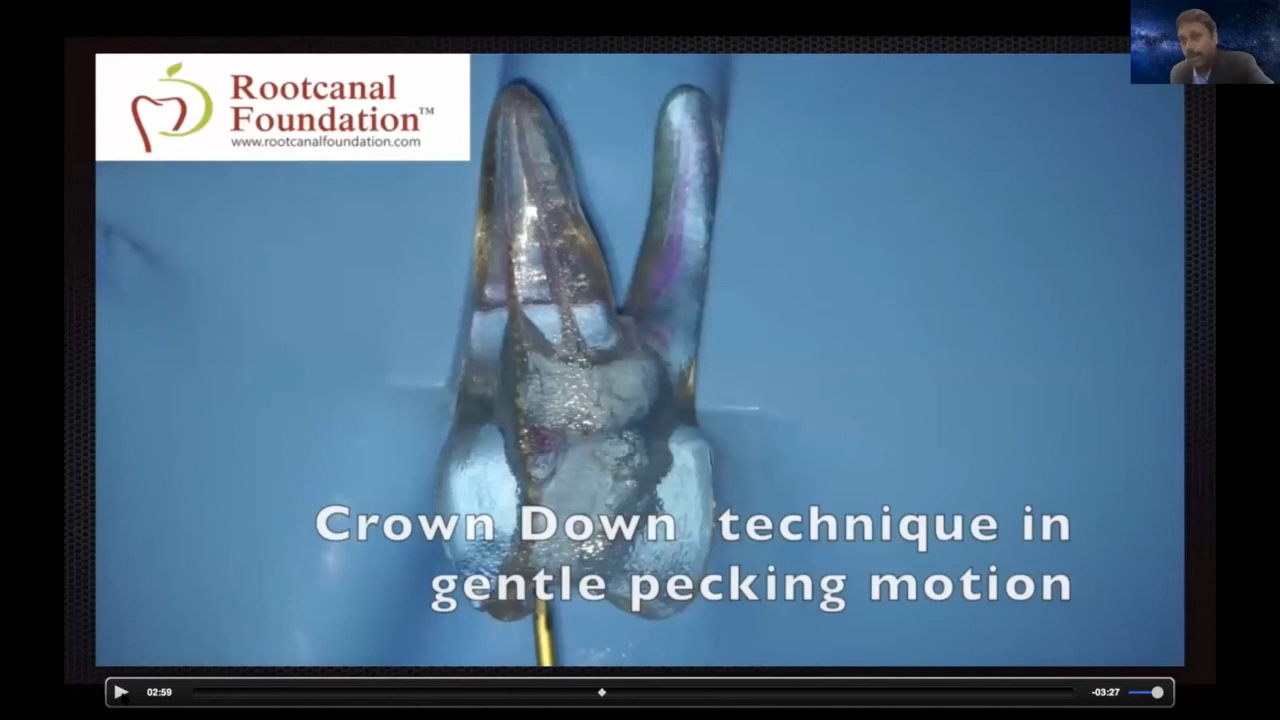 Rootcanal
Foundation™
www.rootcanalfoundation.com
Crown Down technique in
gentle pecking motion
02:59
-03:27